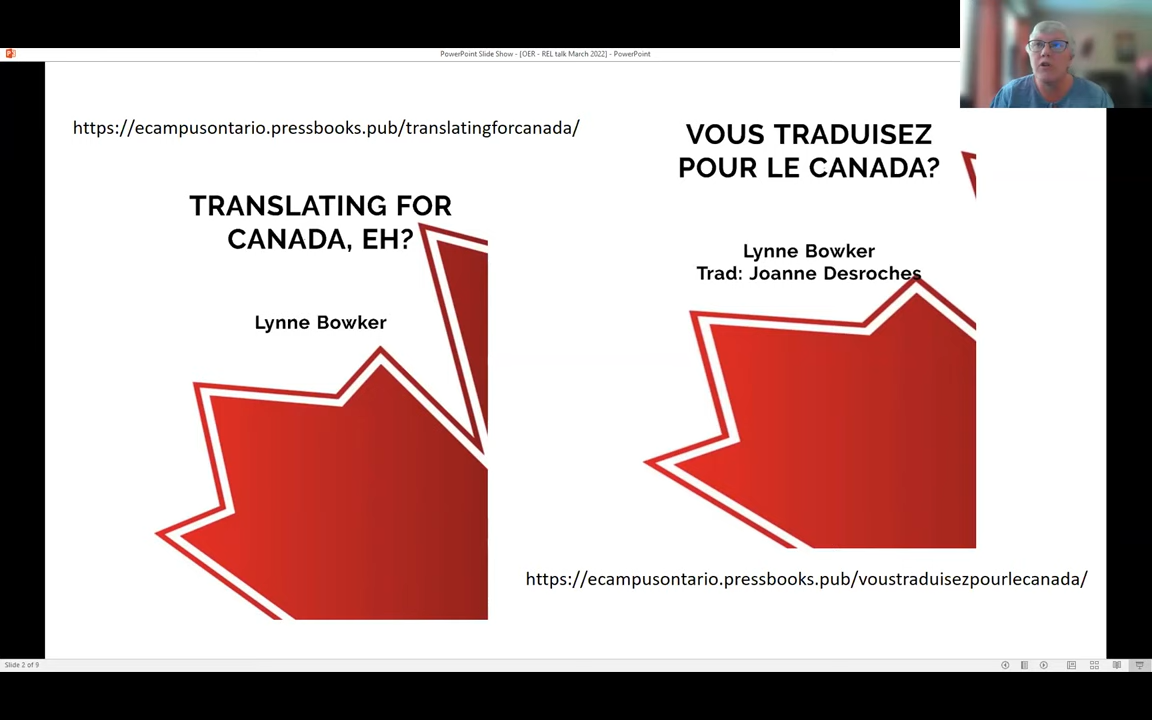 PowerPoint Slide Show - [OER - REL talk March 2022] - PowerPoint
https://ecampusontario.pressbooks.pub/translatingforcanada/
TRANSLATING FOR
CANADA, EH?
Lynne Bowker
VOUS TRADUISEZ
POUR LE CANADA?
Lynne Bowker
Trad: Joanne Desroches
https://ecampusontario.pressbooks.pub/voustraduisezpourlecanada/
Slide 2 of 9